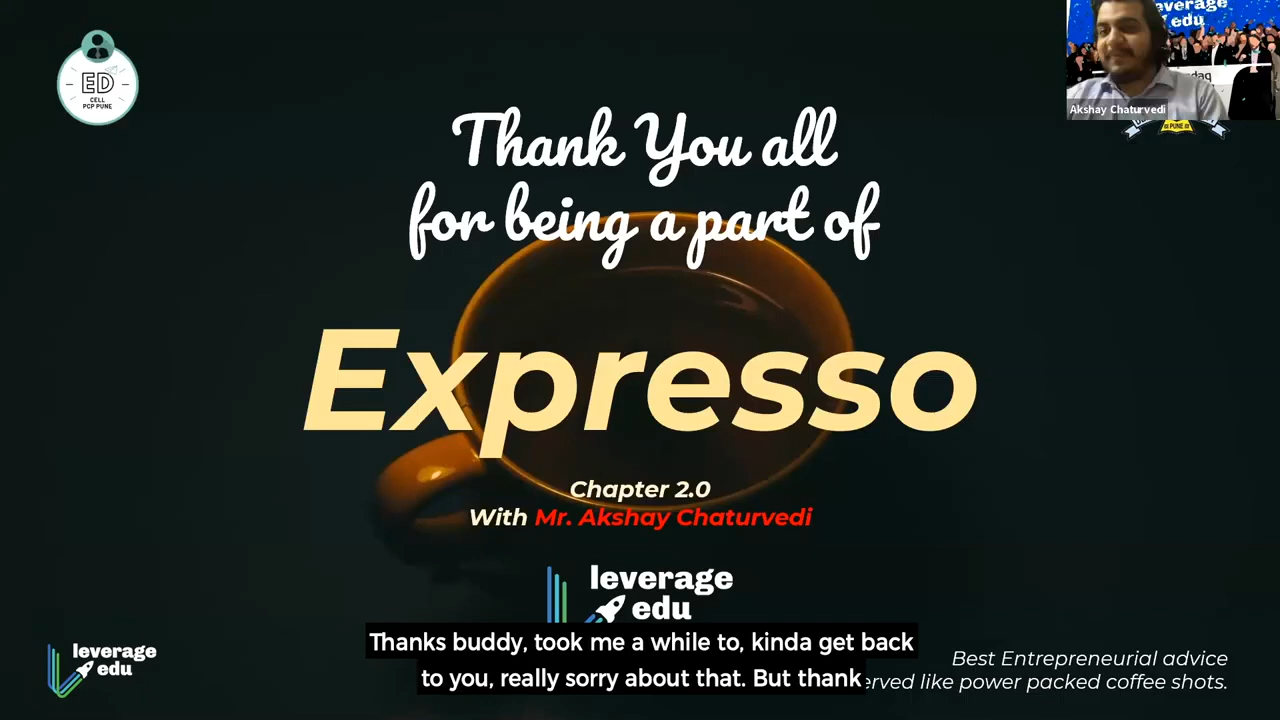 ED
CELL
PCP PUNE
leverage
edu
Akshay Chaturvedi
PUNE
Thank You all
for being a part of
Expresso
Chapter 2.0
With Mr. Akshay Chaturvedi
leverage
edu
Thanks buddy, took me a while to, kinda get back
to you, really sorry about that. But thank
leverage
edu
Best Entrepreneurial advice
erved like power packed coffee shots.